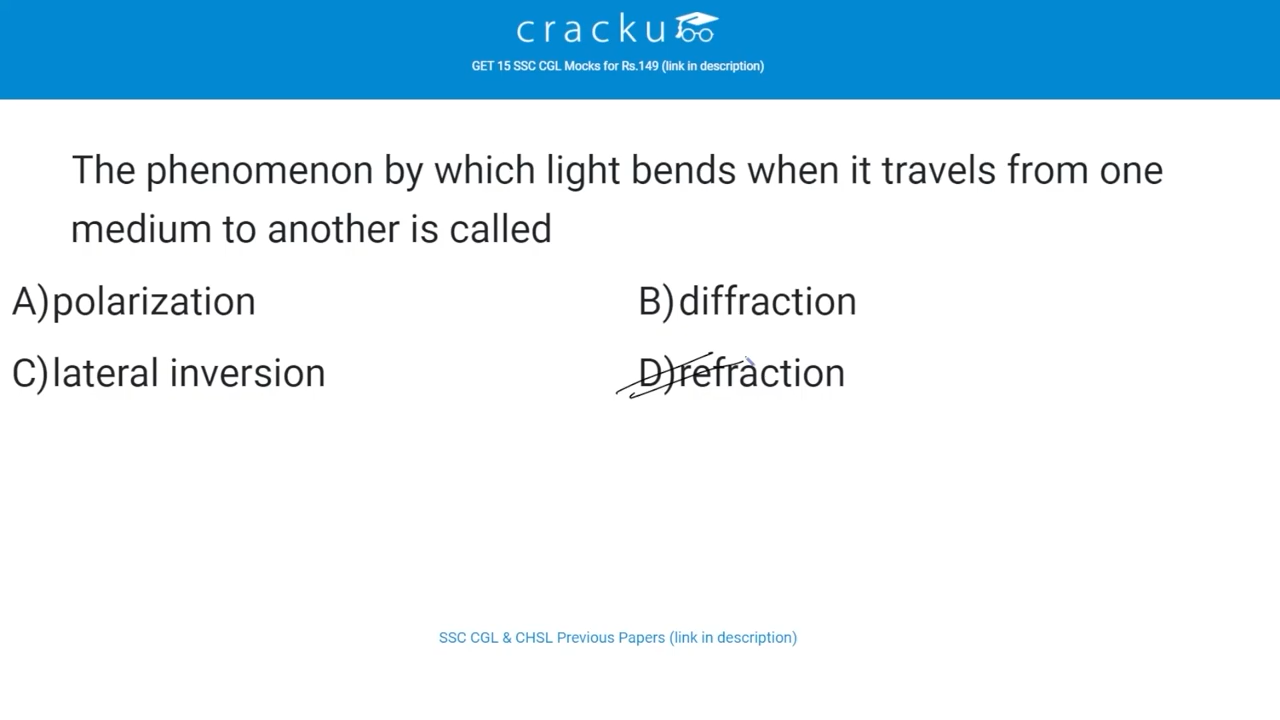 cracku
GET 15 SSC CGL Mocks for Rs.149 (link in description)
The phenomenon by which light bends when it travels from one
medium to another is called
A)polarization
B)diffraction
C)lateral inversion
D)refraction
SSC CGL & CHSL Previous Papers (link in description)